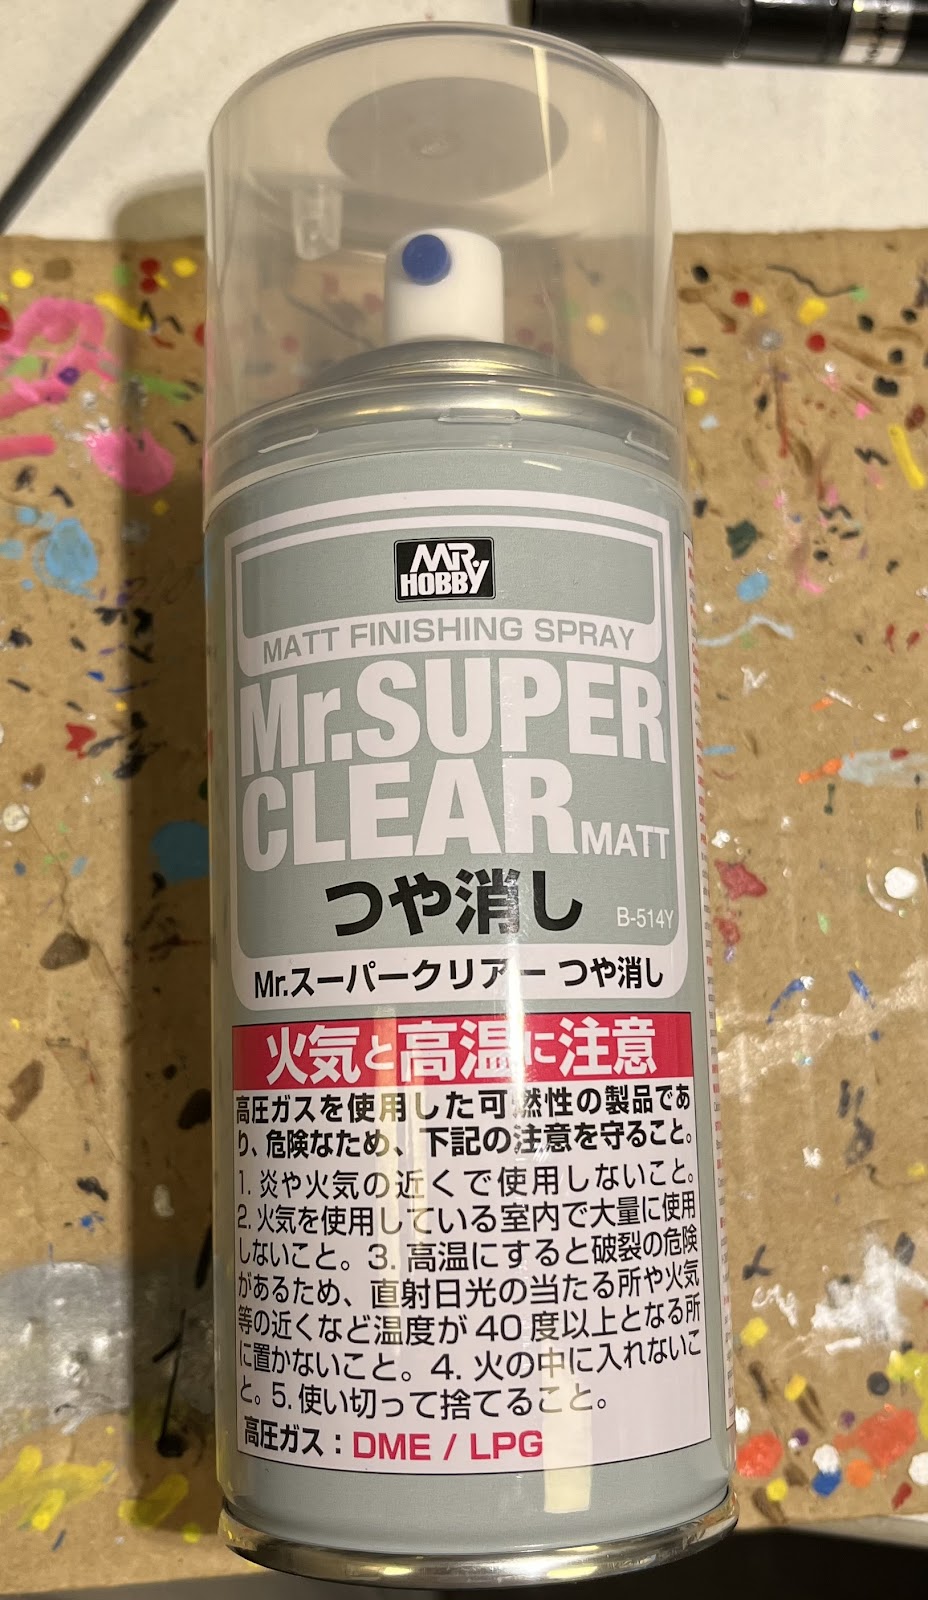 MR.
HOBBY
MATT FINISHING SPRAY
Mr.SUPER
CLEAR MATT
つや消し
B-514Y
Mr.スーパークリアー つや消し
火気と高温に注意
高圧ガスを使用した可燃性の製品であ
り、危険なため、下記の注意を守ること。
1. 炎や火気の近くで使用しないこと。
2. 火気を使用している室内で大量に使用
しないこと。3. 高温にすると破裂の危険
があるため、直射日光の当たる所や火気
等の近くなど温度が 40 度以上となる所
に置かないこと。4. 火の中に入れないこ
と。5. 使い切って捨てること。
高圧ガス：DME / LPG